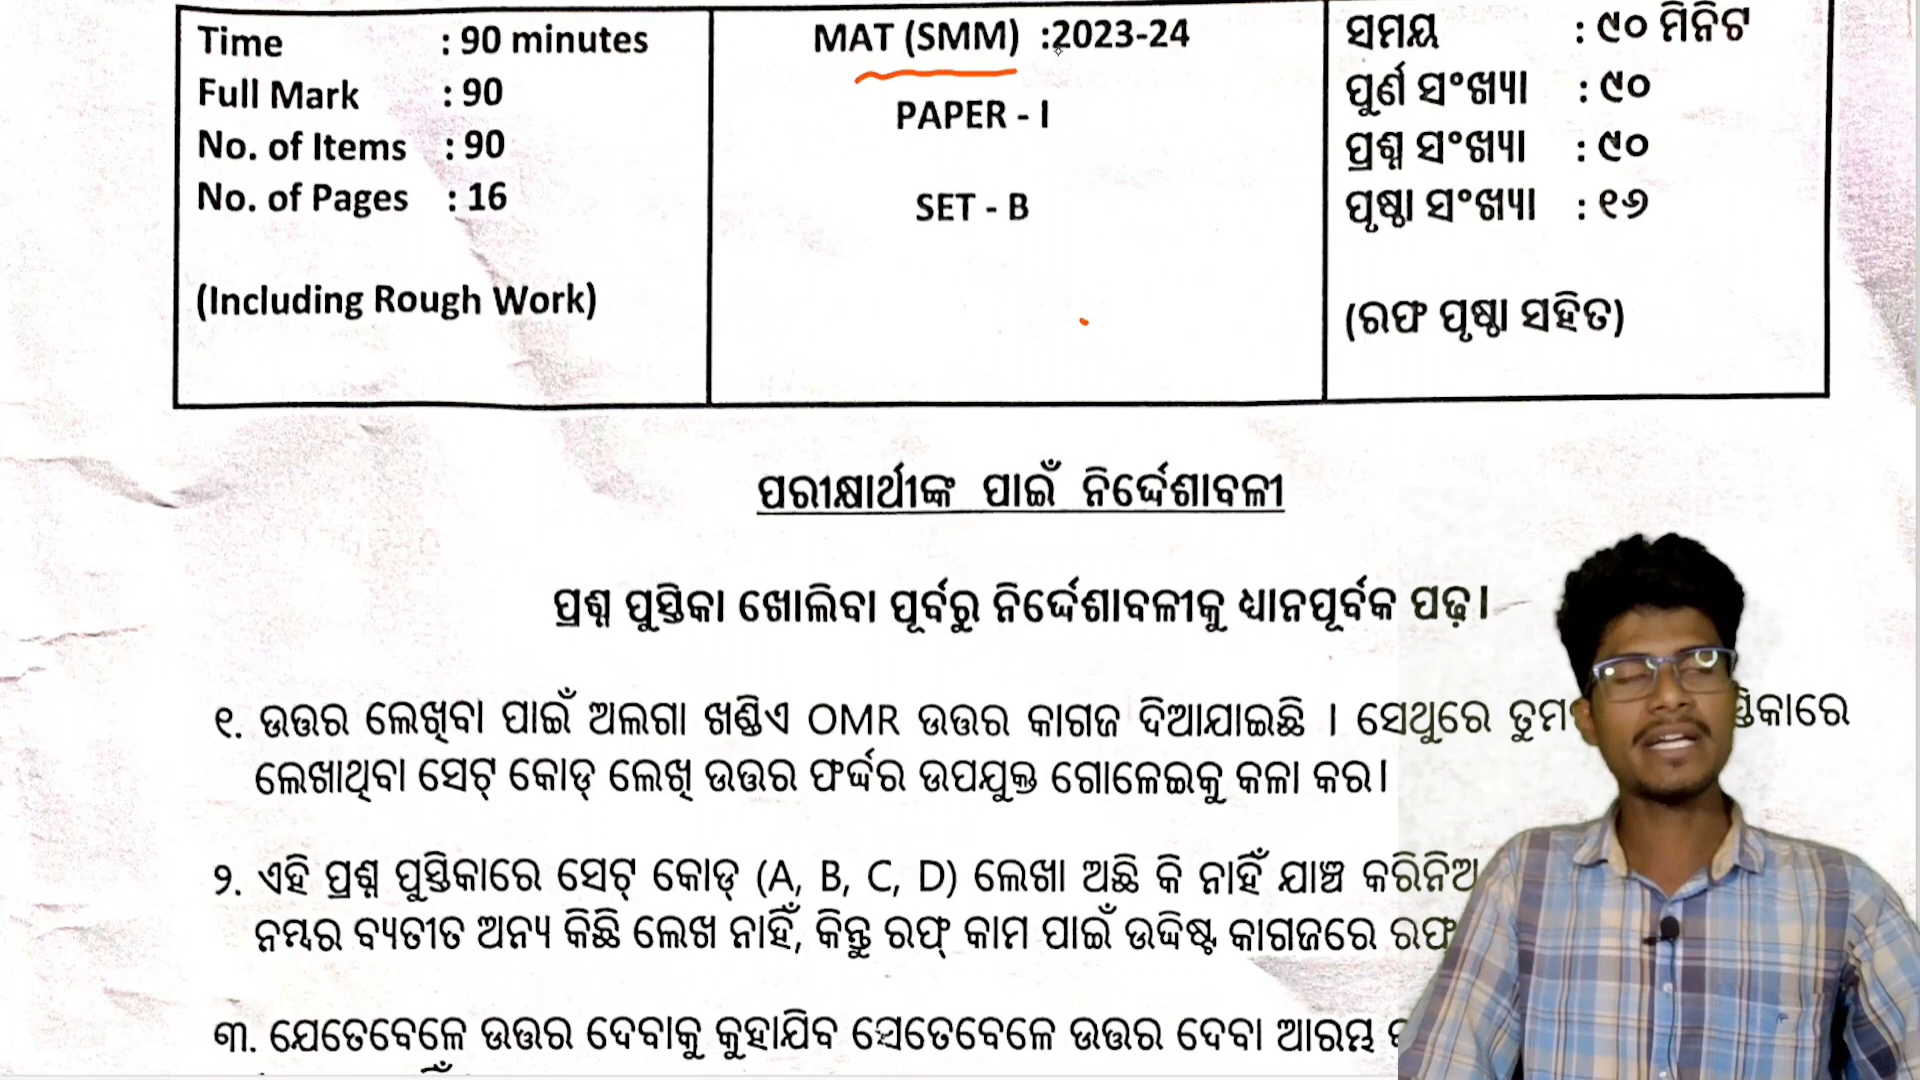 Time : 90 minutes
Full Mark : 90
No. of Items : 90
No. of Pages : 16
(Including Rough Work)
MAT (SMM) :2023-24
PAPER - I
SET - B
ସମୟ : ୯୦ ମିନିଟ
ପୁର୍ଣ ସଂଖ୍ୟା : ୯୦
ପ୍ରଶ୍ନ ସଂଖ୍ୟା : ୯୦
ପୃଷ୍ଠା ସଂଖ୍ୟା : ୧୬
(ରଫ ପୃଷ୍ଠା ସହିତ)
ପରୀକ୍ଷାର୍ଥୀଙ୍କ ପାଇଁ ନିର୍ଦ୍ଦେଶାବଳୀ
ପ୍ରଶ୍ନ ପୁସ୍ତିକା ଖୋଲିବା ପୂର୍ବରୁ ନିର୍ଦ୍ଦେଶାବଳୀକୁ ଧ୍ୟାନପୂର୍ବକ ପଢ଼।
୧. ଉତ୍ତର ଲେଖିବା ପାଇଁ ଅଲଗା ଖଣ୍ଡିଏ OMR ଉତ୍ତର କାଗଜ ଦିଆଯାଇଛି । ସେଥୁରେ
ଲେଖାଥିବା ସେଟ୍ କୋଡ୍ ଲେଖି ଉତ୍ତର ଫର୍ଦ୍ଦର ଉପଯୁକ୍ତ ଗୋଳେଇକୁ କଳା କର।
୨. ଏହି ପ୍ରଶ୍ନ ପୁସ୍ତିକାରେ ସେଟ୍ କୋଡ୍ (A, B, C, D) ଲେଖା ଅଛି କି ନାହିଁ ଯାଞ୍ଚ କରିନିଅ
ନମ୍ବର ବ୍ୟତୀତ ଅନ୍ୟ କିଛି ଲେଖ ନାହିଁ, କିନ୍ତୁ ରଫ୍ କାମ ପାଇଁ ଉଦ୍ଦିଷ୍ଟ କାଗଜରେ ରଫ
୩. ଯେତେବେଳେ ଉତ୍ତର ଦେବାକୁ କୁହାଯିବ ସେତେବେଳେ ଉତ୍ତର ଦେବା ଆରମ୍ଭ